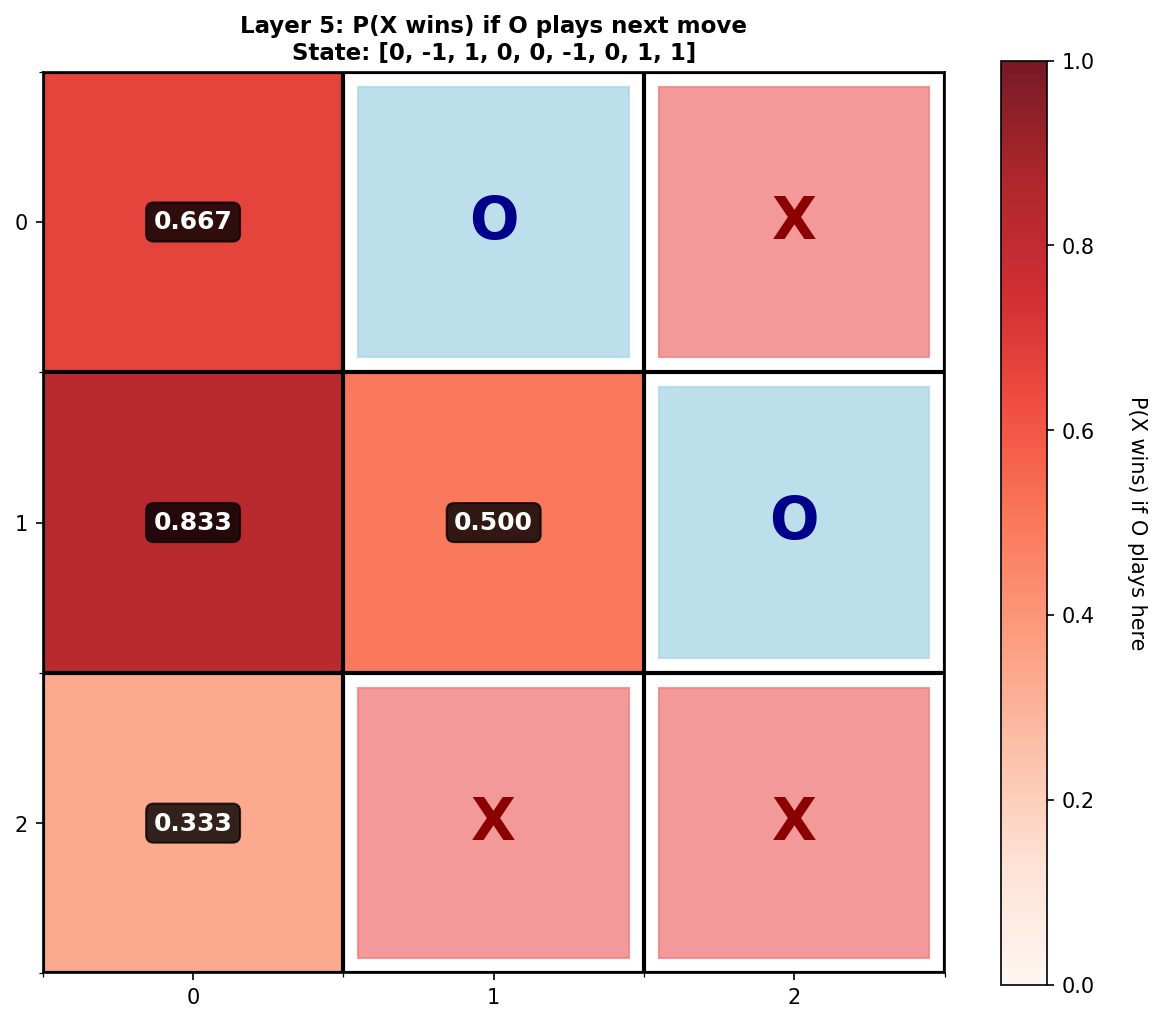 Layer 5: P(X wins) if O plays next move
State: [0, -1, 1, 0, 0, -1, 0, 1, 1]
0
0.667
O
X
1
0.833
0.500
O
2
0.333
X
X
0
1
2
1.0
0.8
0.6
0.4
0.2
0.0
P(X wins) if O plays here